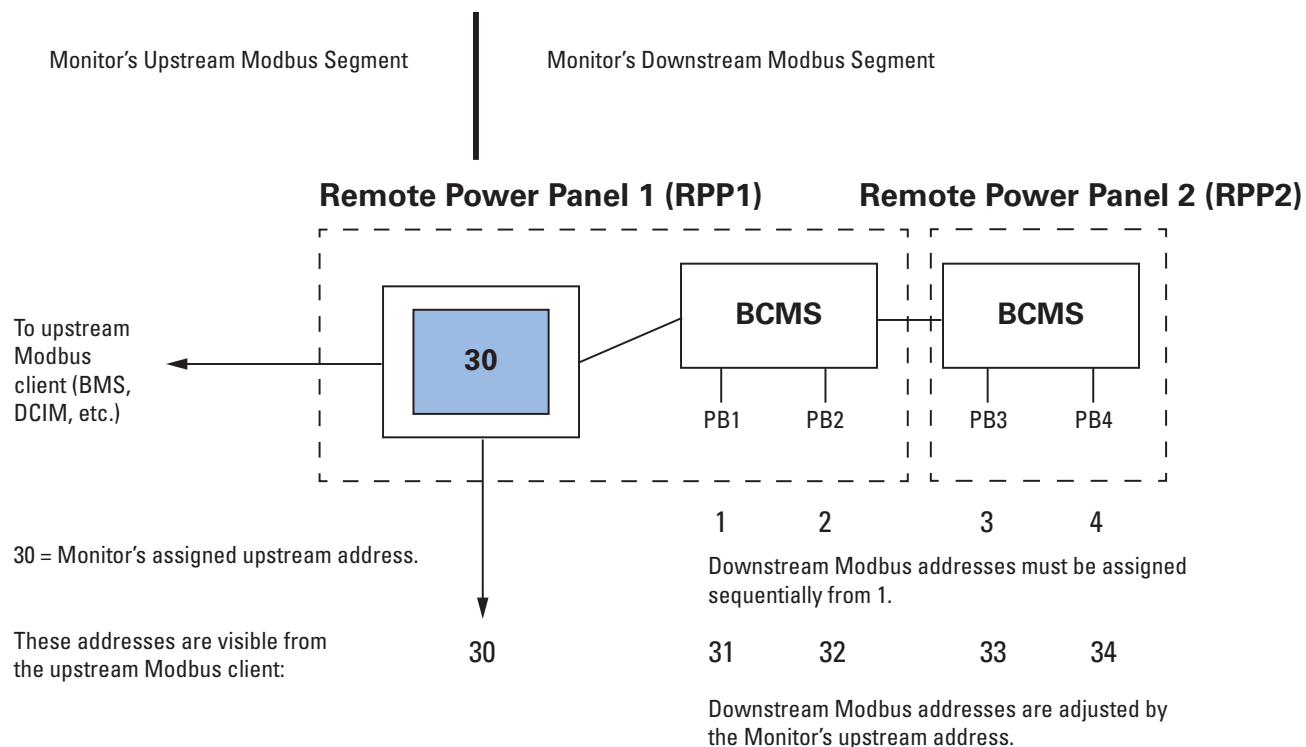 Monitor's Upstream Modbus Segment
Monitor's Downstream Modbus Segment
Remote Power Panel 1 (RPP1)
Remote Power Panel 2 (RPP2)
To upstream
Modbus
client (BMS,
DCIM, etc.)
30
BCMS
BCMS
PB1
PB2
PB3
PB4
1
2
3
4
30 = Monitor's assigned upstream address.
Downstream Modbus addresses must be assigned
sequentially from 1.
These addresses are visible from
the upstream Modbus client:
30
31
32
33
34
Downstream Modbus addresses are adjusted by
the Monitor's upstream address.